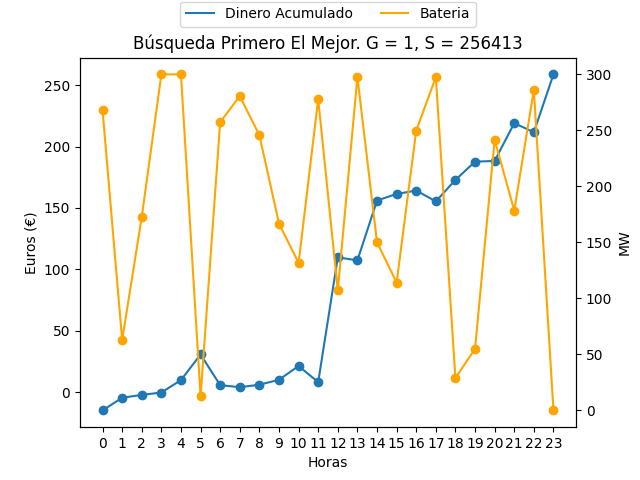 Dinero Acumulado Bateria
Búsqueda Primero El Mejor. G = 1, S = 256413
250
200
150
100
50
0
Euros (€)
300
250
200
150
100
50
0
MW
0 1 2 3 4 5 6 7 8 9 10 11 12 13 14 15 16 17 18 19 20 21 22 23
Horas